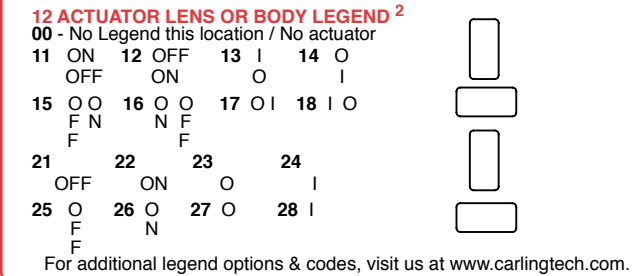 12 ACTUATOR LENS OR BODY LEGEND 2
00 - No Legend this location / No actuator
11 ON 12 OFF 13 I 14 O
OFF ON O I
15 O O 16 O O 17 O I 18 I O
F N N F
F F
21 22 23 24
OFF ON O I
25 O 26 O 27 O 28 I
F N
F
For additional legend options & codes, visit us at www.carlingtech.com.